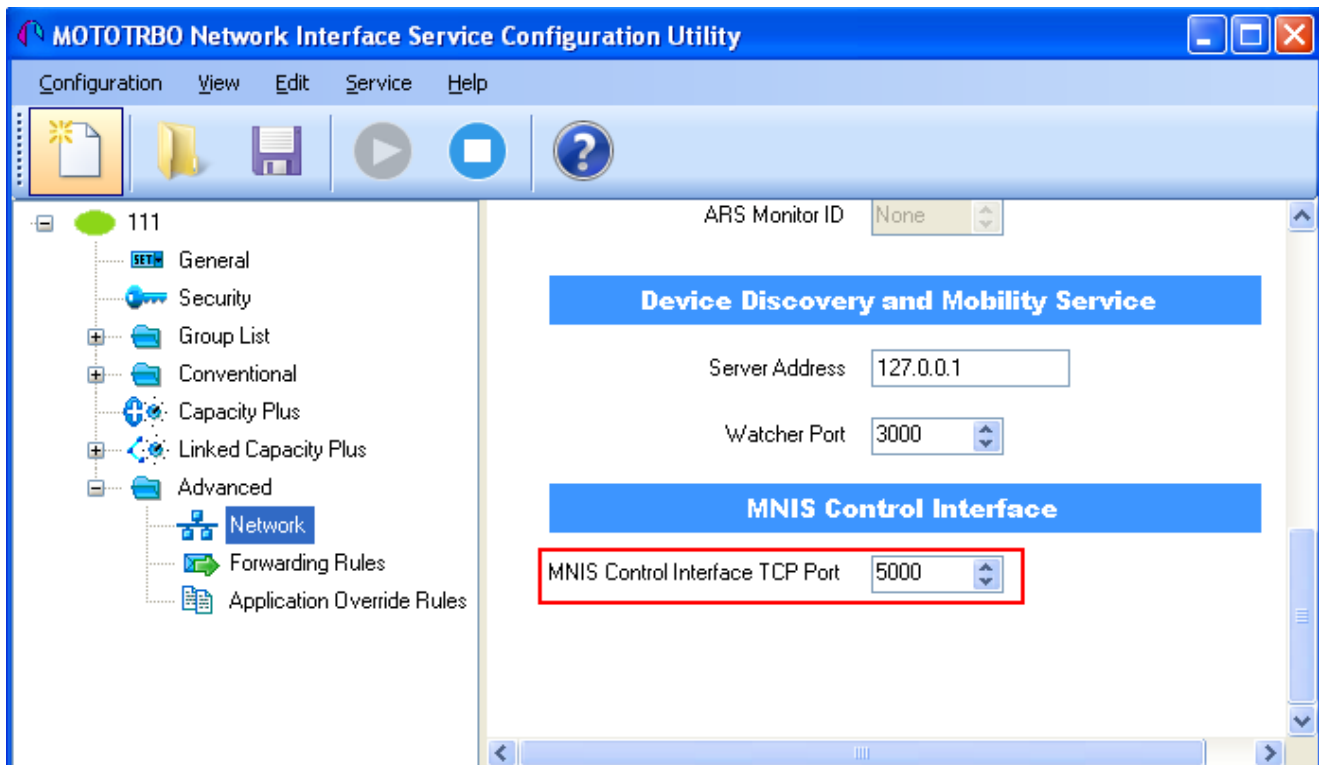 MOTOTRBO Network Interface Service Configuration Utility
Configuration View Edit Service Help
111
SET
General
Security
Group List
Conventional
Capacity Plus
Linked Capacity Plus
Advanced
Network
Forwarding Rules
Application Override Rules
ARS Monitor ID None
Device Discovery and Mobility Service
Server Address 127.0.0.1
Watcher Port 3000
MNIS Control Interface
MNIS Control Interface TCP Port 5000